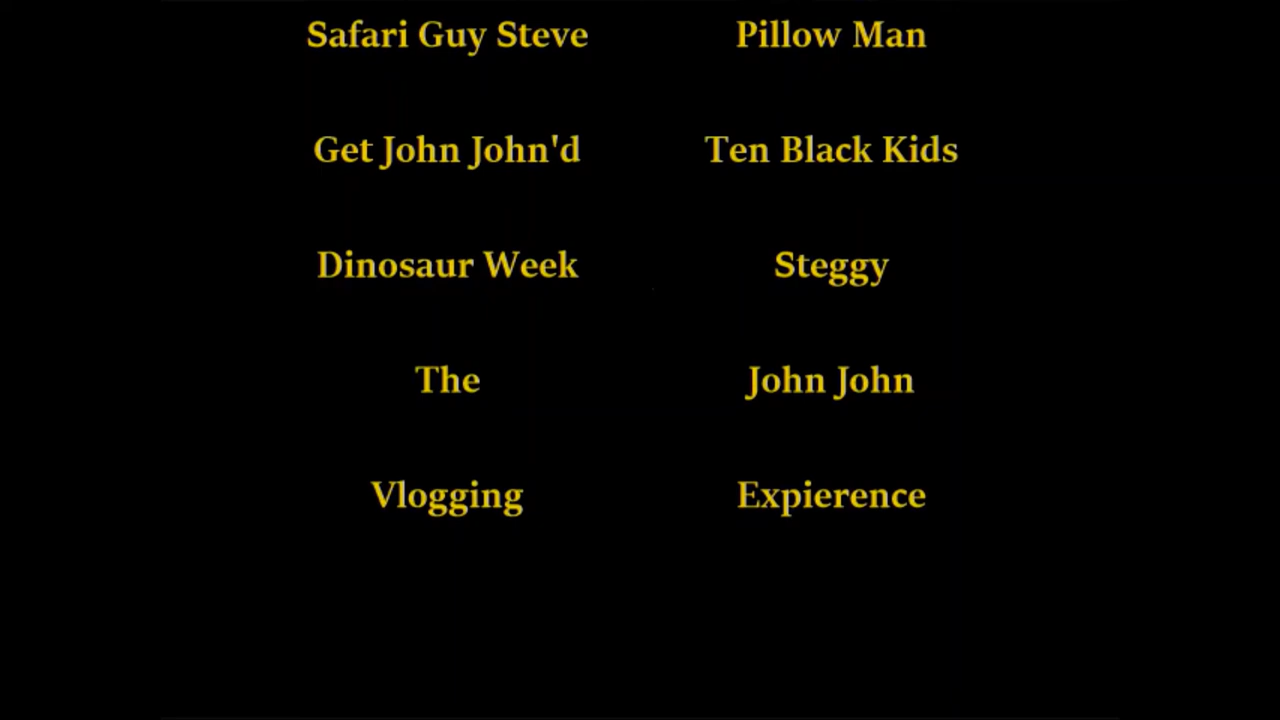 Safari Guy Steve Pillow Man
Get John John'd Ten Black Kids
Dinosaur Week Steggy
The John John
Vlogging Expierence